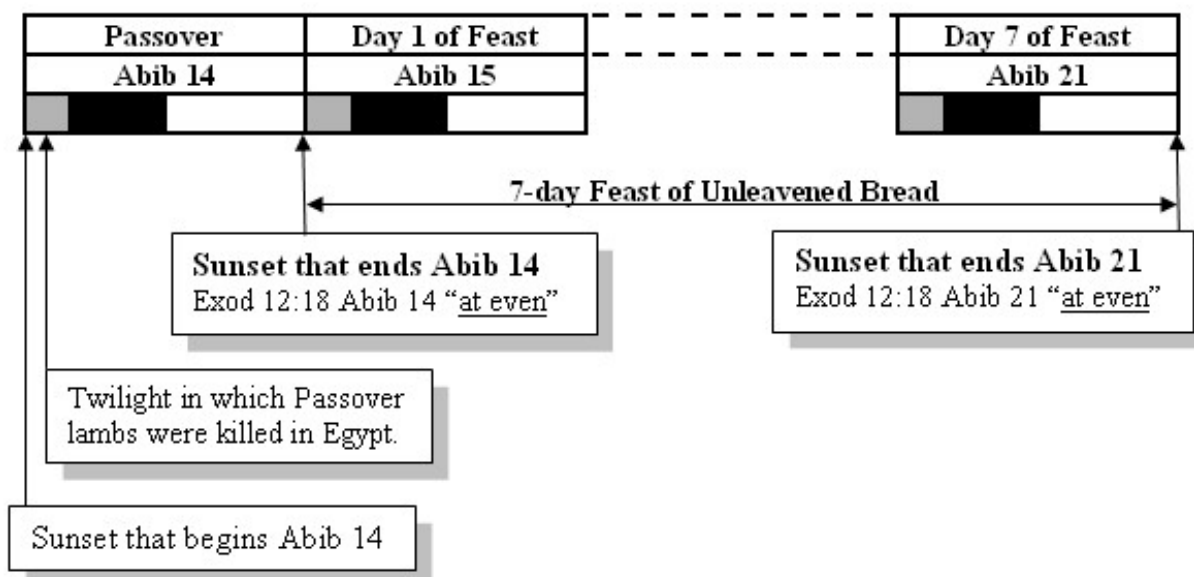 Passover
Day 1 of Feast
Day 7 of Feast
Abib 14
Abib 15
Abib 21
7-day Feast of Unleavened Bread
Sunset that ends Abib 14
Exod 12:18 Abib 14 “at even”
Sunset that ends Abib 21
Exod 12:18 Abib 21 “at even”
Twilight in which Passover
lambs were killed in Egypt.
Sunset that begins Abib 14